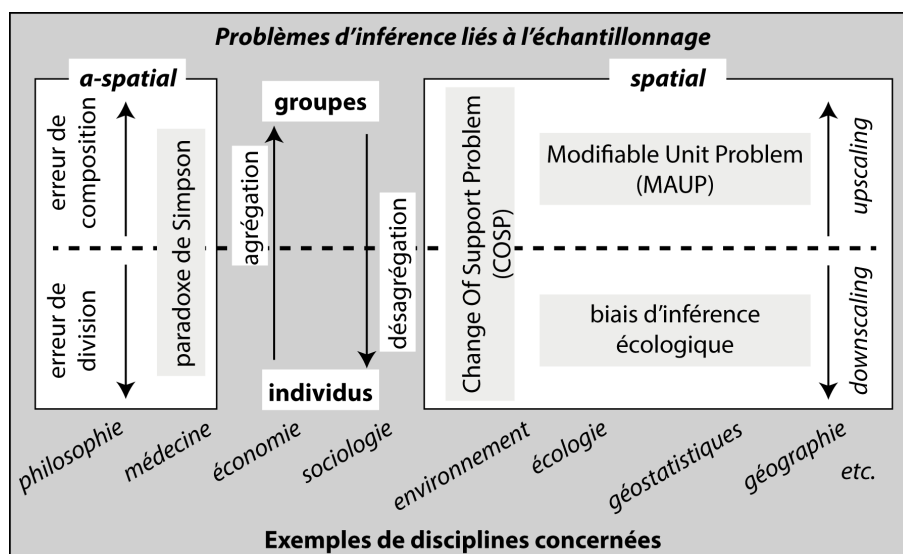 Problèmes d'inférence liés à l'échantillonnage
a-spatial
erreur de
composition
erreur de
division
paradoxe de Simpson
groupes
agrégation
désagrégation
individus
spatial
Change Of Support Problem
(COSP)
Modifiable Unit Problem
(MAUP)
biais d'inférence
écologique
upscaling
downscaling
philosophie
médecine
économie
sociologie
environnement
écologie
géostatistiques
géographie
etc.
Exemples de disciplines concernées